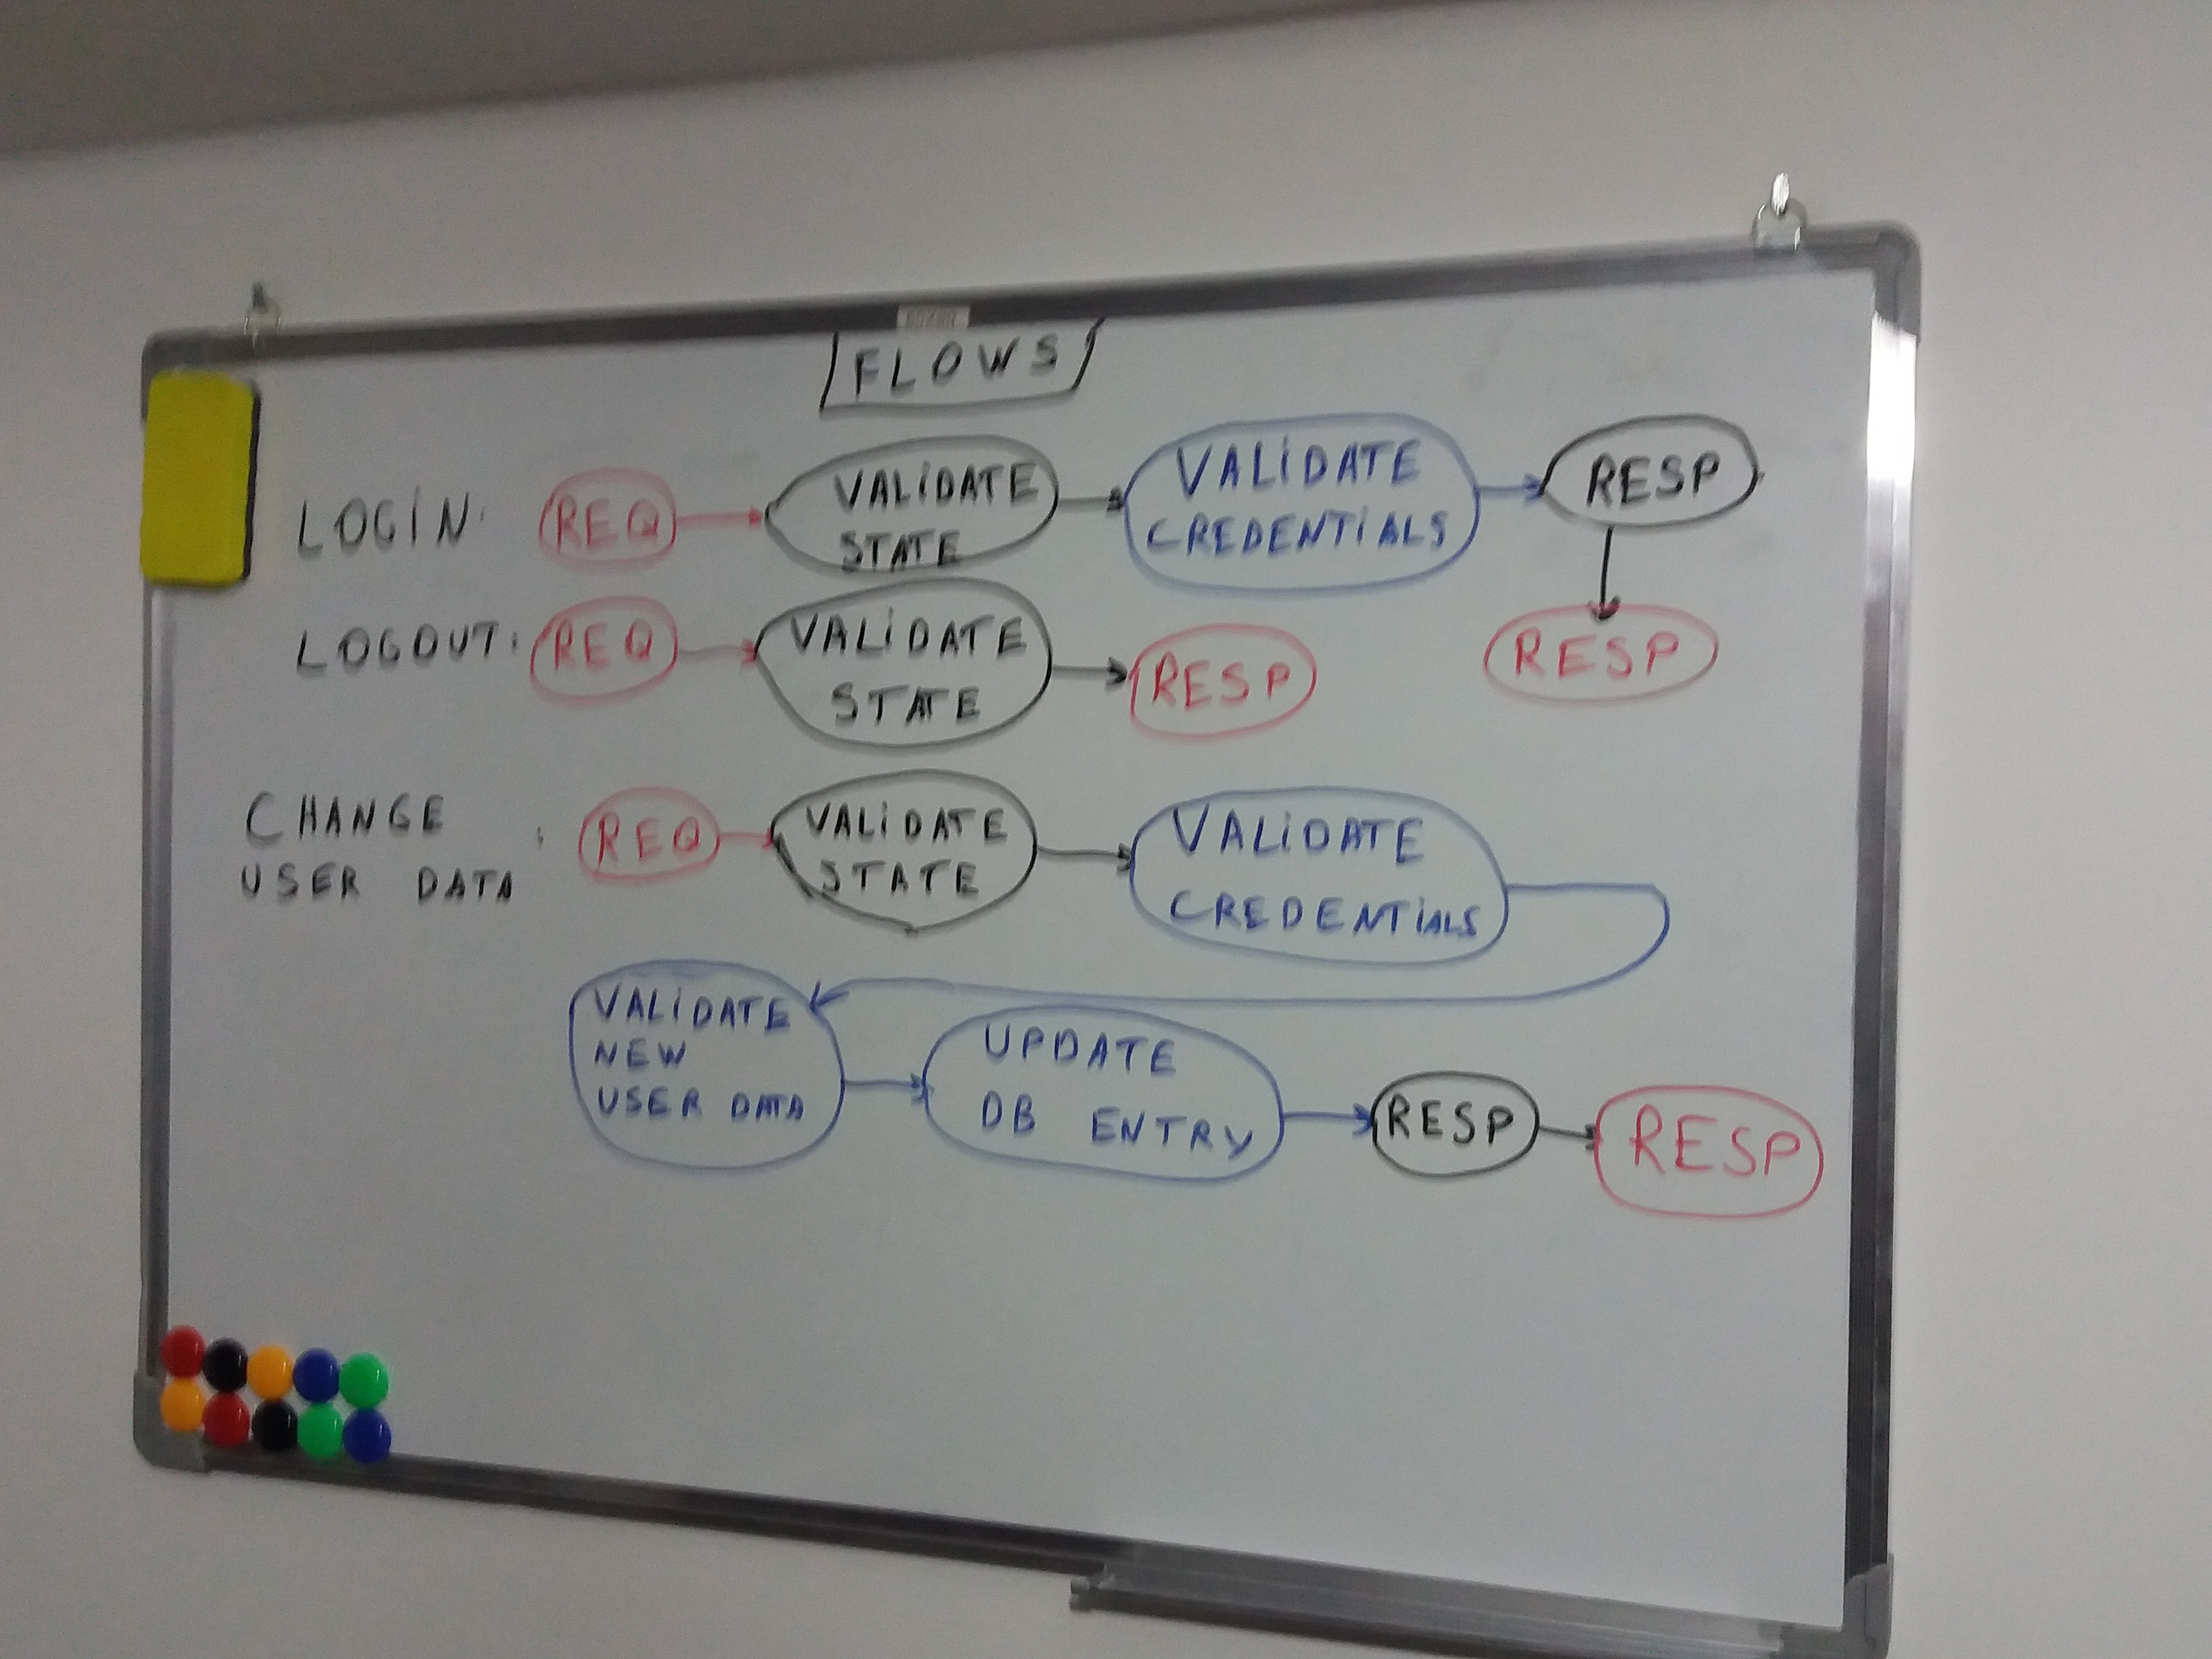 FLOWS
LOGIN: REQ VALIDATE STATE VALIDATE CREDENTIALS RESP
RESP
LOGOUT: REQ VALIDATE STATE RESP
CHANGE USER DATA : REQ VALIDATE STATE VALIDATE CREDENTIALS
VALIDATE NEW USER DATA UPDATE DB ENTRY RESP RESP